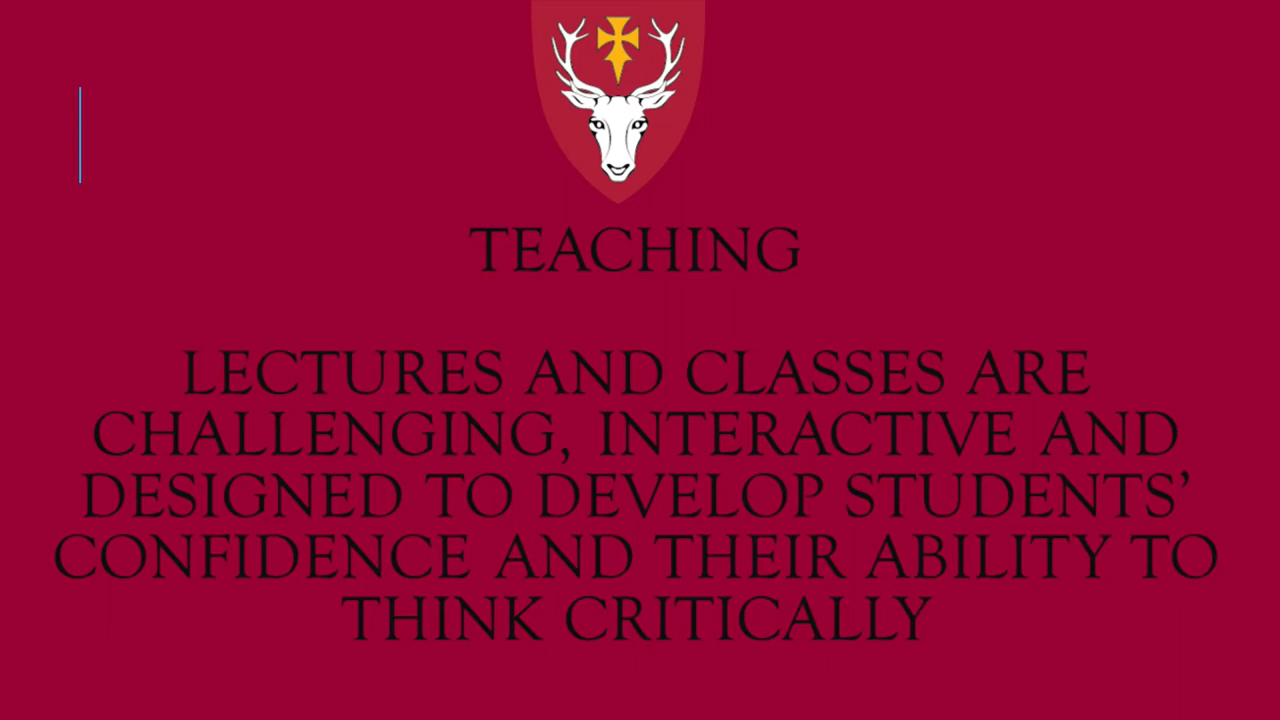 TEACHING
LECTURES AND CLASSES ARE
CHALLENGING, INTERACTIVE AND
DESIGNED TO DEVELOP STUDENTS’
CONFIDENCE AND THEIR ABILITY TO
THINK CRITICALLY